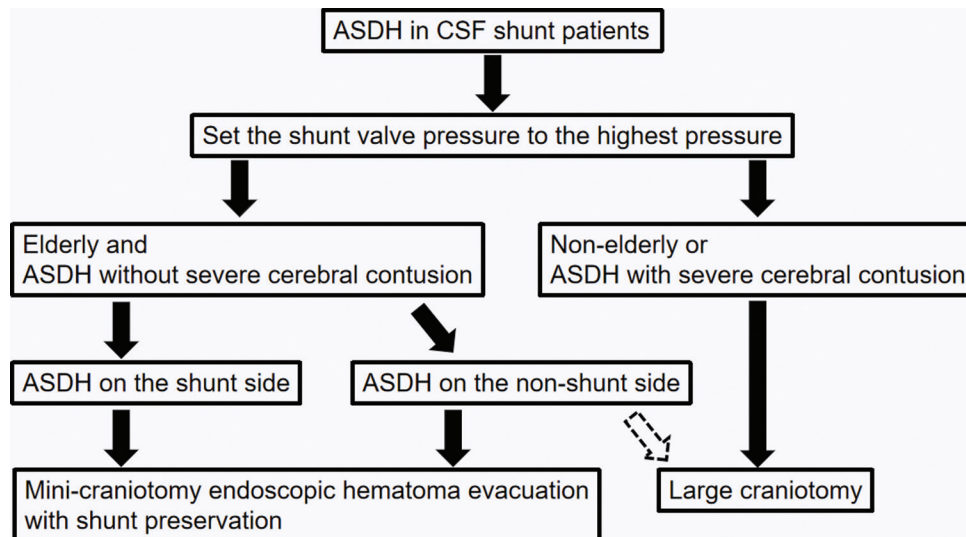 ASDH in CSF shunt patients
Set the shunt valve pressure to the highest pressure
Elderly and
ASDH without severe cerebral contusion
Non-elderly or
ASDH with severe cerebral contusion
ASDH on the shunt side
ASDH on the non-shunt side
Mini-craniotomy endoscopic hematoma evacuation
with shunt preservation
Large craniotomy